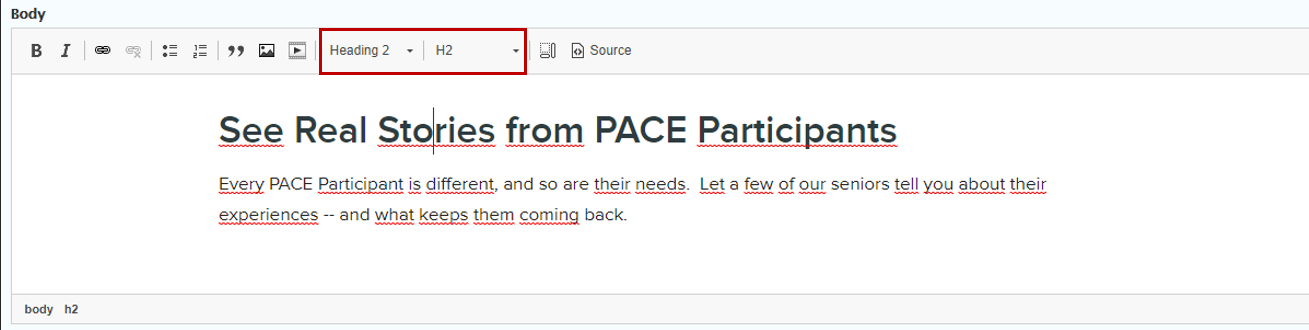 Body
B I Heading 2 H2 Source
See Real Stories from PACE Participants
Every PACE Participant is different, and so are their needs.  Let a few of our seniors tell you about their
experiences -- and what keeps them coming back.
body h2